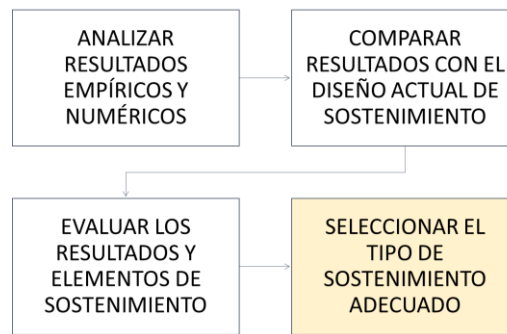 ANALIZAR
RESULTADOS
EMPÍRICOS Y
NUMÉRICOS
COMPARAR
RESULTADOS CON EL
DISEÑO ACTUAL DE
SOSTENIMIENTO
EVALUAR LOS
RESULTADOS Y
ELEMENTOS DE
SOSTENIMIENTO
SELECCIONAR EL
TIPO DE
SOSTENIMIENTO
ADECUADO